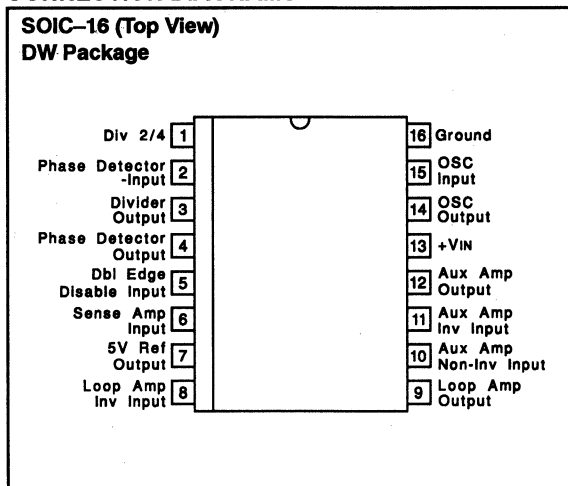 SOIC–16 (Top View)
DW Package
Div 2/4 1
Phase Detector
-Input 2
Divider
Output 3
Phase Detector
Output 4
Dbl Edge
Disable Input 5
Sense Amp
Input 6
5V Ref
Output 7
Loop Amp
Inv Input 8
16 Ground
15 OSC
Input
14 OSC
Output
13 +VIN
12 Aux Amp
Output
11 Aux Amp
Inv Input
10 Aux Amp
Non-Inv Input
9 Loop Amp
Output